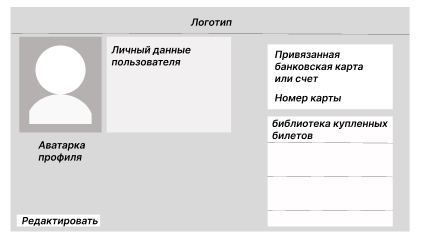 Логотип
Личный данные
пользователя
Привязанная
банковская карта
или счет
Номер карты
Аватарка
профиля
библиотека купленных
билетов
Редактировать